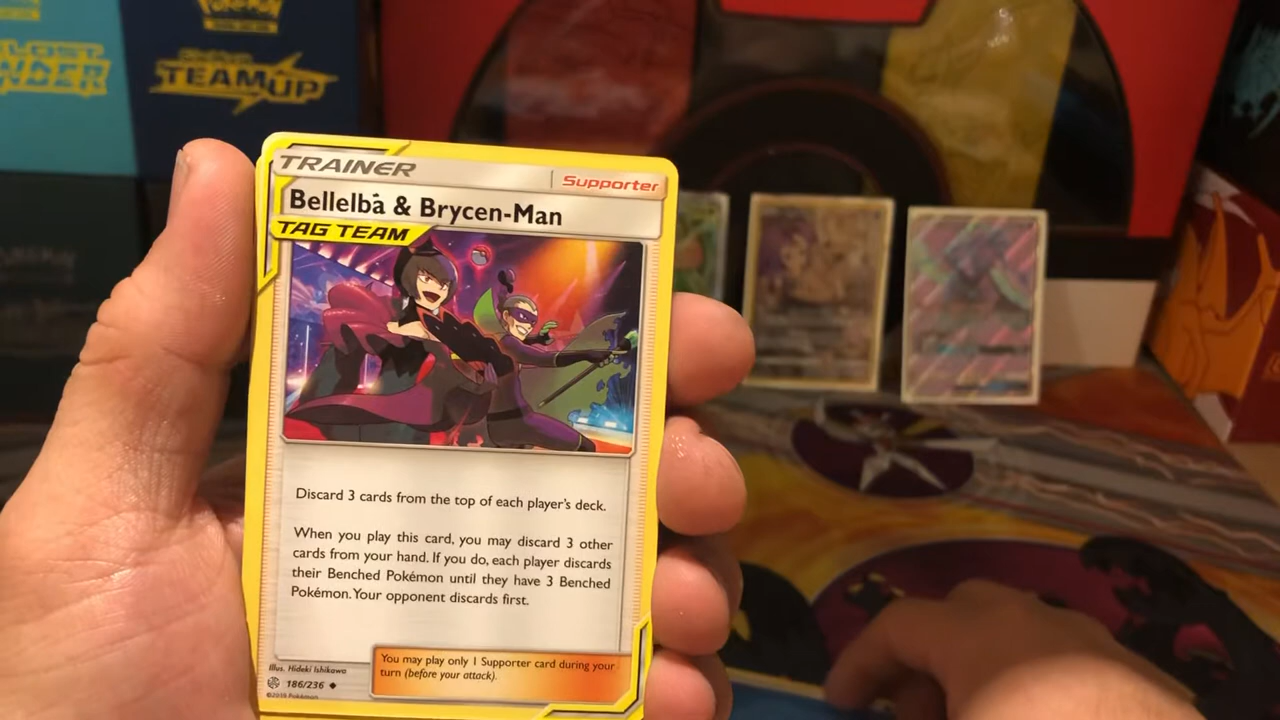 Pokémon
LOST
TEAM UP
TRAINER
Supporter
Bellelba & Brycen-Man
TAG TEAM
Discard 3 cards from the top of each player's deck.
When you play this card, you may discard 3 other
cards from your hand. If you do, each player discards
their Benched Pokémon until they have 3 Benched
Pokémon. Your opponent discards first.
You may play only 1 Supporter card during your
turn (before your attack).
Illus. Hideki Ishikawa
186/236
©2019 Pokémon